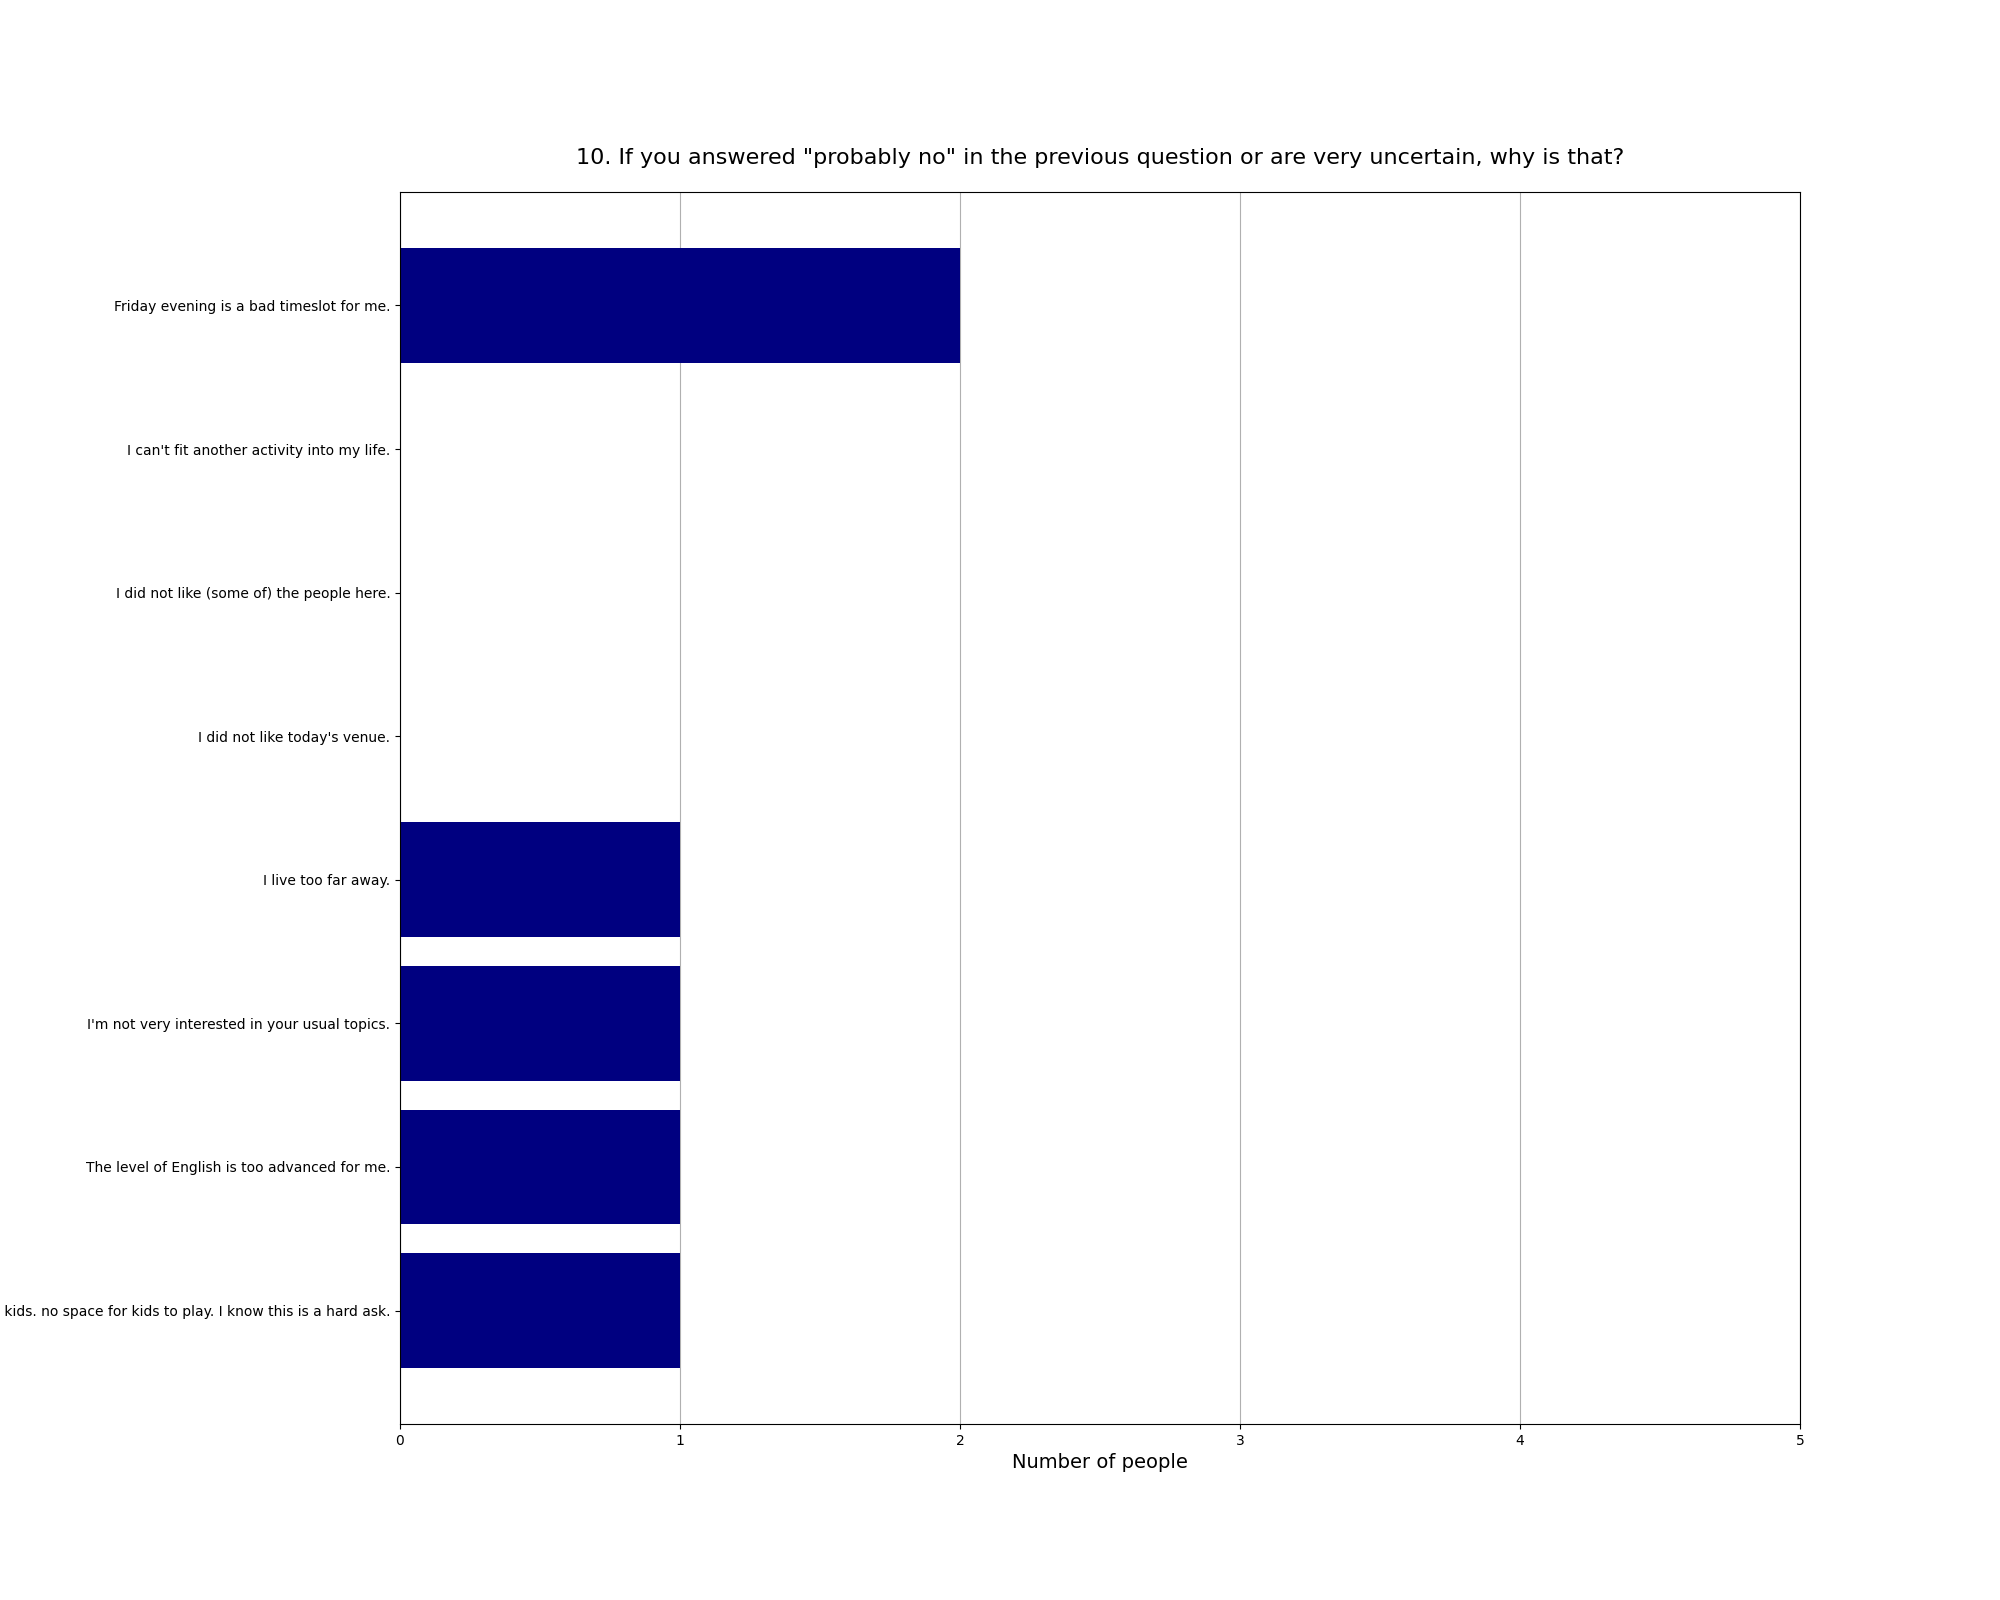 10. If you answered "probably no" in the previous question or are very uncertain, why is that?
Friday evening is a bad timeslot for me.
I can't fit another activity into my life.
I did not like (some of) the people here.
I did not like today's venue.
I live too far away.
I'm not very interested in your usual topics.
The level of English is too advanced for me.
kids. no space for kids to play. I know this is a hard ask.
0 1 2 3 4 5
Number of people